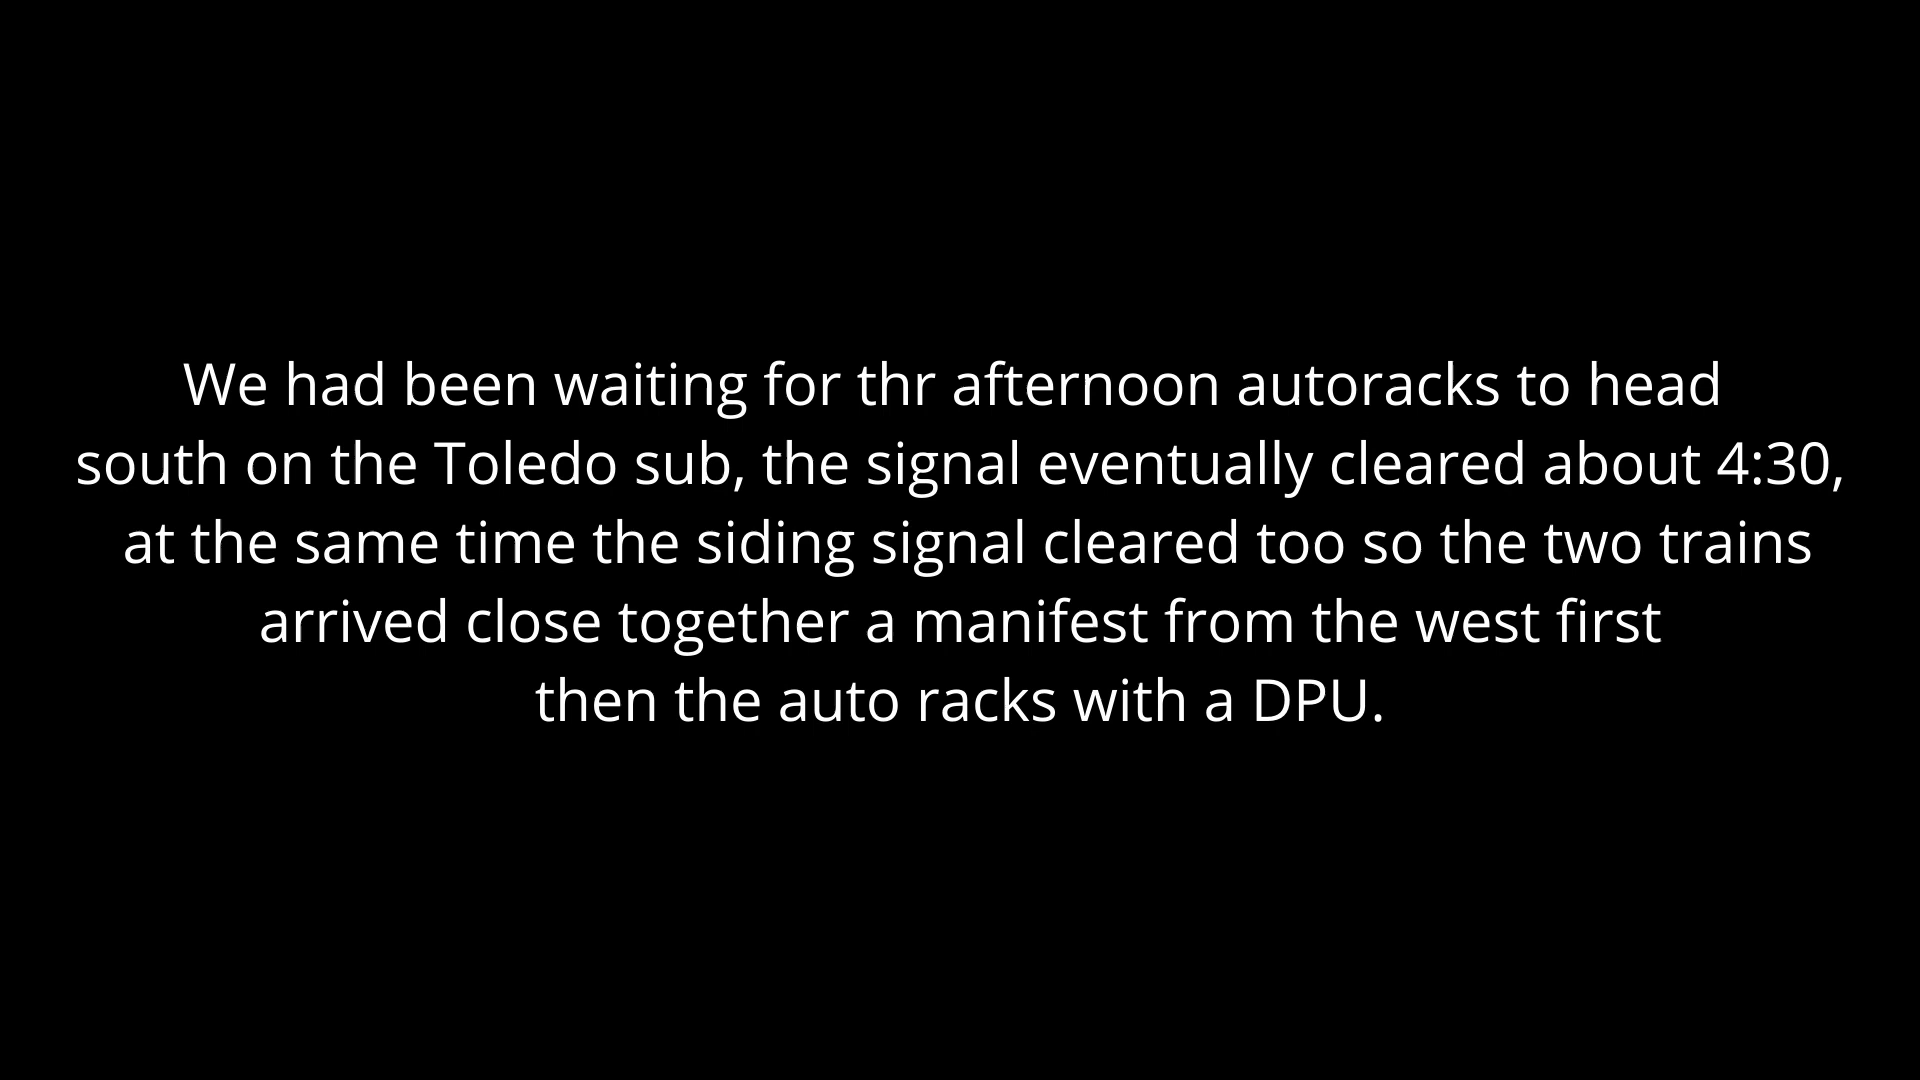 We had been waiting for thr afternoon autoracks to head
south on the Toledo sub, the signal eventually cleared about 4:30,
at the same time the siding signal cleared too so the two trains
arrived close together a manifest from the west first
then the auto racks with a DPU.